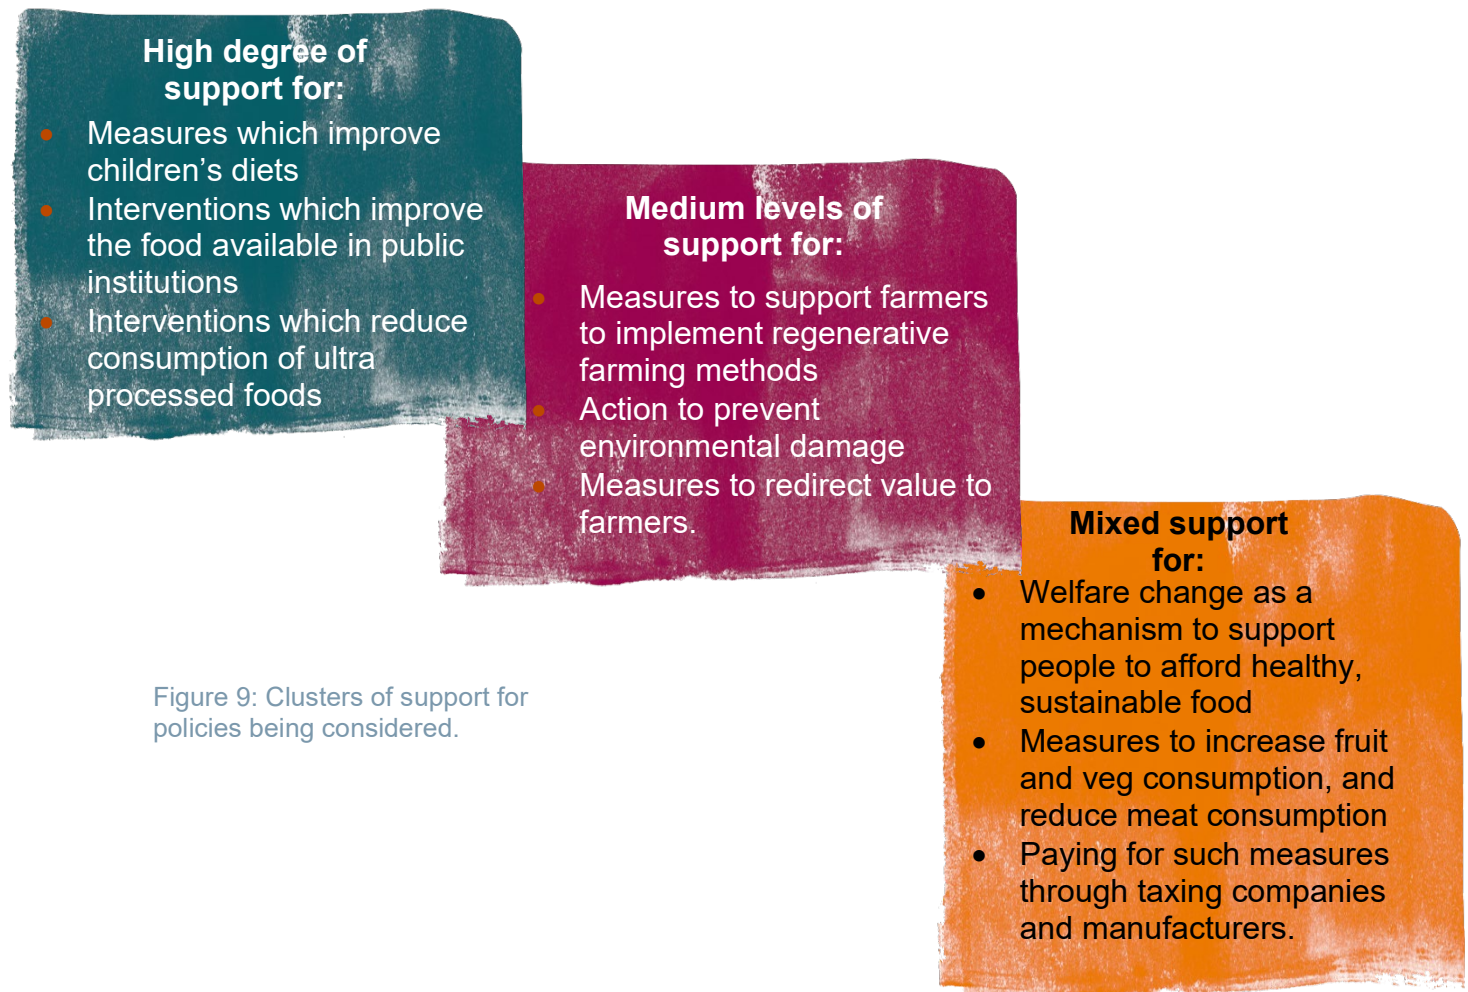 High degree of
support for:
• Measures which improve
children’s diets
• Interventions which improve
the food available in public
institutions
• Interventions which reduce
consumption of ultra
processed foods
Medium levels of
support for:
• Measures to support farmers
to implement regenerative
farming methods
• Action to prevent
environmental damage
• Measures to redirect value to
farmers.
Mixed support
for:
• Welfare change as a
mechanism to support
people to afford healthy,
sustainable food
• Measures to increase fruit
and veg consumption, and
reduce meat consumption
• Paying for such measures
through taxing companies
and manufacturers.
Figure 9: Clusters of support for
policies being considered.